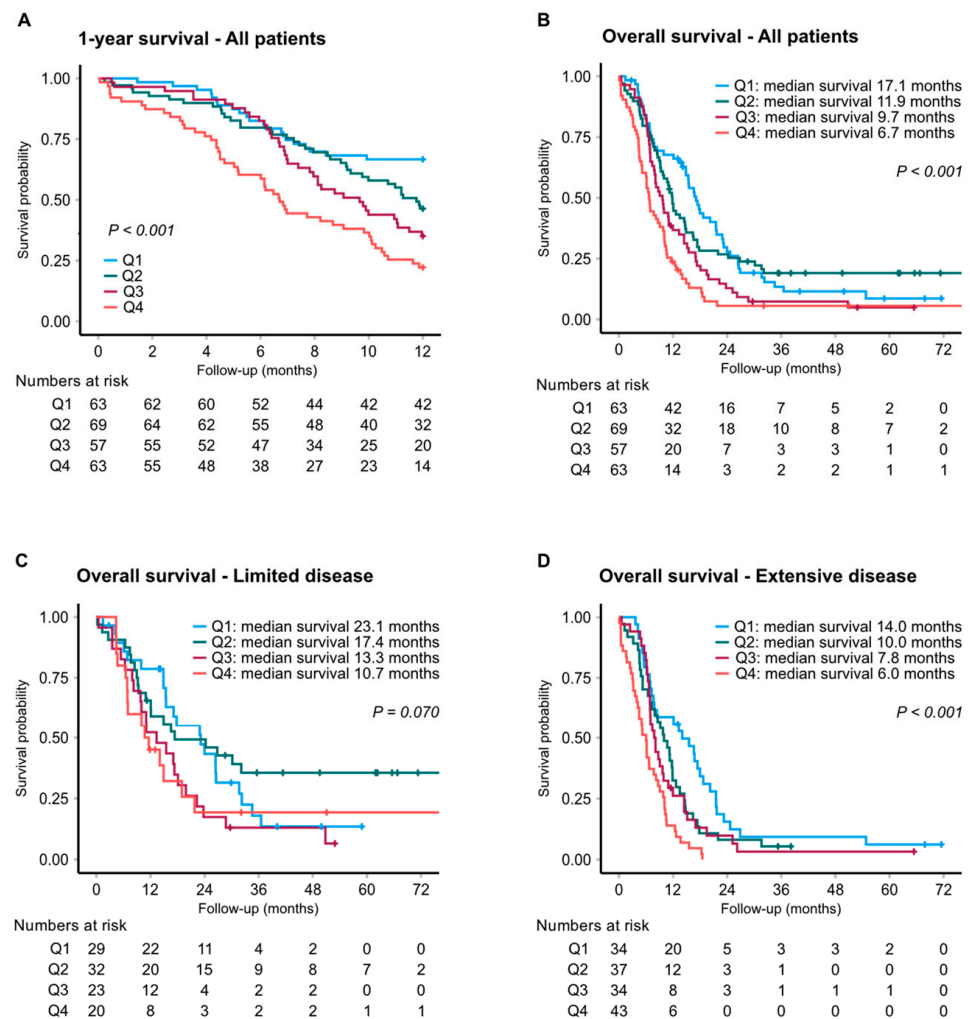 A
1-year survival - All patients
Survival probability
1.00
0.75
0.50
0.25
0.00
P < 0.001
Q1
Q2
Q3
Q4
0 2 4 6 8 10 12
Follow-up (months)
Numbers at risk
Q1 63 62 60 52 44 42 42
Q2 69 64 62 55 48 40 32
Q3 57 55 52 47 34 25 20
Q4 63 55 48 38 27 23 14
B
Overall survival - All patients
Survival probability
1.00
0.75
0.50
0.25
0.00
Q1: median survival 17.1 months
Q2: median survival 11.9 months
Q3: median survival 9.7 months
Q4: median survival 6.7 months
P < 0.001
0 12 24 36 48 60 72
Follow-up (months)
Numbers at risk
Q1 63 42 16 7 5 2 0
Q2 69 32 18 10 8 7 2
Q3 57 20 7 3 3 1 0
Q4 63 14 3 2 2 1 1
C
Overall survival - Limited disease
Survival probability
1.00
0.75
0.50
0.25
0.00
Q1: median survival 23.1 months
Q2: median survival 17.4 months
Q3: median survival 13.3 months
Q4: median survival 10.7 months
P = 0.070
0 12 24 36 48 60 72
Follow-up (months)
Numbers at risk
Q1 29 22 11 4 2 0 0
Q2 32 20 15 9 8 7 2
Q3 23 12 4 2 2 0 0
Q4 20 8 3 2 2 1 1
D
Overall survival - Extensive disease
Survival probability
1.00
0.75
0.50
0.25
0.00
Q1: median survival 14.0 months
Q2: median survival 10.0 months
Q3: median survival 7.8 months
Q4: median survival 6.0 months
P < 0.001
0 12 24 36 48 60 72
Follow-up (months)
Numbers at risk
Q1 34 20 5 3 3 2 0
Q2 37 12 3 1 0 0 0
Q3 34 8 3 1 1 1 0
Q4 43 6 0 0 0 0 0